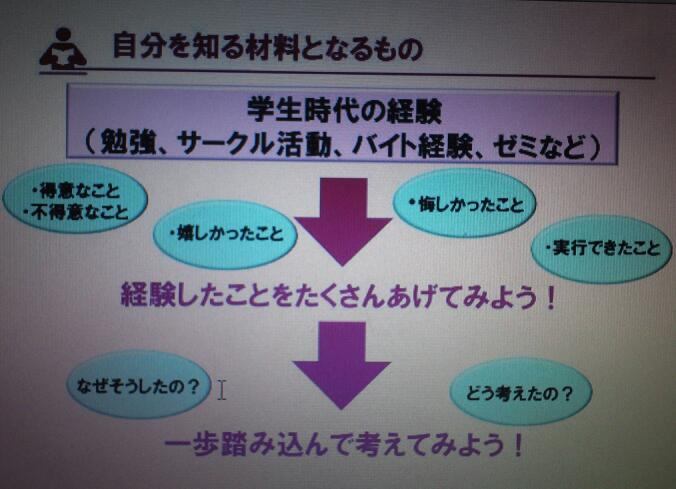 自分を知る材料となるもの
学生時代の経験
（勉強、サークル活動、バイト経験、ゼミなど）
・得意なこと
・不得意なこと
・嬉しかったこと
・悔しかったこと
・実行できたこと
経験したことをたくさんあげてみよう！
なぜそうしたの？
どう考えたの？
一歩踏み込んで考えてみよう！